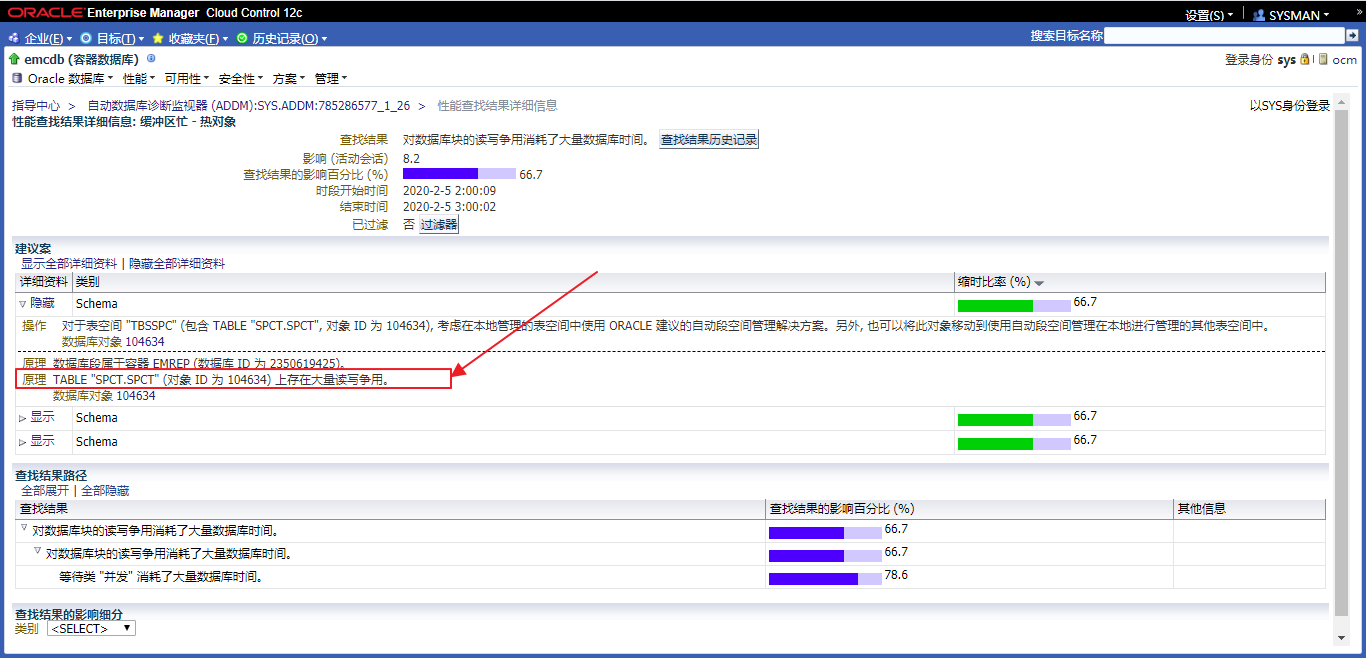 ORACLE Enterprise Manager Cloud Control 12c
设置(S) SYSMAN
企业(E) 目标(T) 收藏夹(F) 历史记录(O) 搜索目标名称
emcdb (容器数据库) 登录身份 sys ocm
Oracle 数据库 性能 可用性 安全性 方案 管理
指导中心 > 自动数据库诊断监视器 (ADDM):SYS.ADDM:785286577_1_26 > 性能查找结果详细信息 以SYS身份登录
性能查找结果详细信息: 缓冲区忙 - 热对象
查找结果 对数据库块的读写争用消耗了大量数据库时间。 查找结果历史记录
影响 (活动会话) 8.2
查找结果的影响百分比 (%) 66.7
时段开始时间 2020-2-5 2:00:09
结束时间 2020-2-5 3:00:02
已过滤 否 过滤器
建议案
显示全部详细资料 | 隐藏全部详细资料
详细资料 类别 缩时比率 (%)
隐藏 Schema 66.7
操作 对于表空间 "TBSSPC" (包含 TABLE "SPCT.SPCT", 对象 ID 为 104634), 考虑在本地管理的表空间中使用 ORACLE 建议的自动段空间管理解决方案。另外, 也可以将此对象移动到使用自动段空间管理在本地进行管理的其他表空间中。
数据库对象 104634
原理 数据库段属于容器 EMREP (数据库 ID 为 2350619425)。
原理 TABLE "SPCT.SPCT" (对象 ID 为 104634) 上存在大量读写争用。
数据库对象 104634
显示 Schema 66.7
显示 Schema 66.7
查找结果路径
全部展开 | 全部隐藏
查找结果 查找结果的影响百分比 (%) 其他信息
对数据库块的读写争用消耗了大量数据库时间。 66.7
对数据库块的读写争用消耗了大量数据库时间。 66.7
等待类 "并发" 消耗了大量数据库时间。 78.6
查找结果的影响细分
类别 <SELECT>